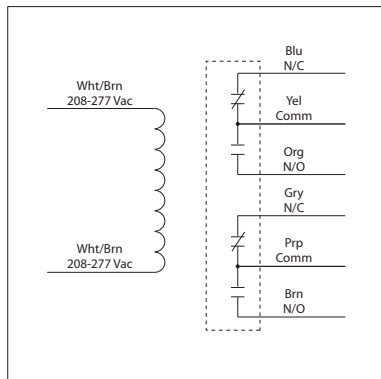 Wht/Brn
208-277 Vac
Wht/Brn
208-277 Vac
Blu
N/C
Yel
Comm
Org
N/O
Gry
N/C
Prp
Comm
Brn
N/O